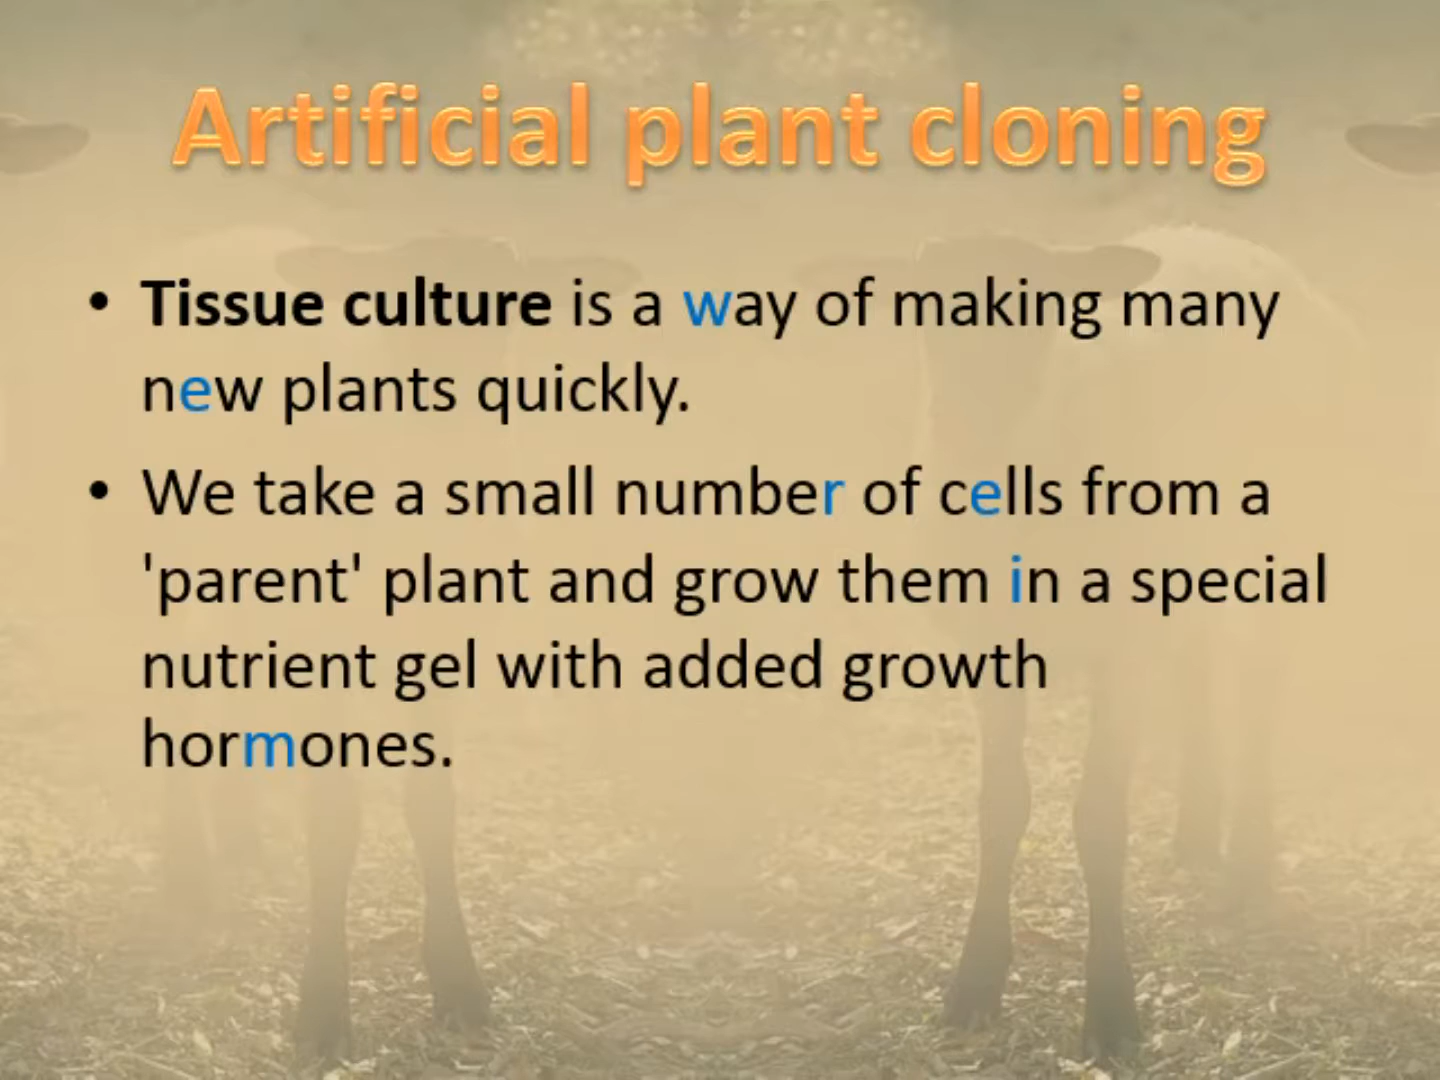 Artificial plant cloning
• Tissue culture is a way of making many
new plants quickly.
• We take a small number of cells from a
'parent' plant and grow them in a special
nutrient gel with added growth
hormones.